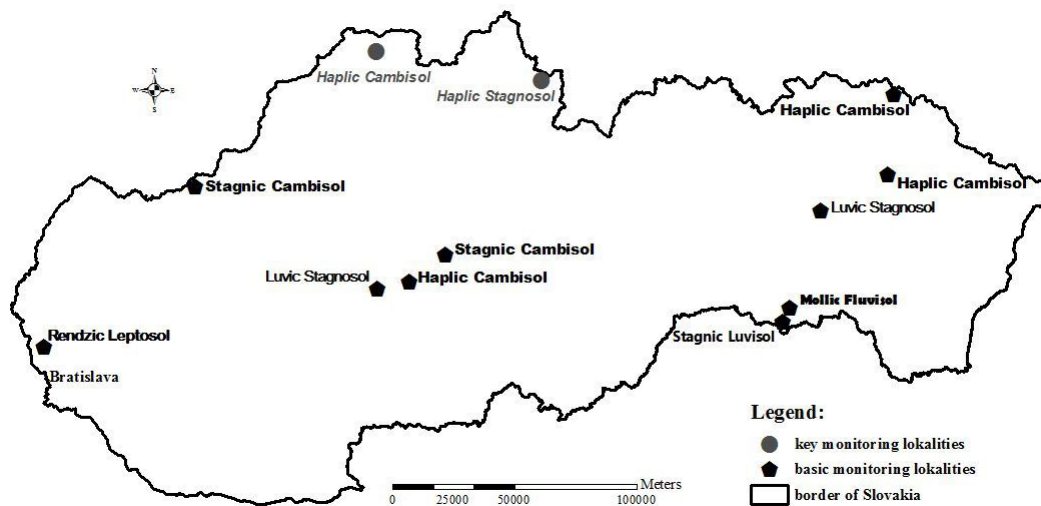 N
W E
S
Haplic Cambisol
Haplic Stagnosol
Haplic Cambisol
Stagnic Cambisol
Haplic Cambisol
Luvic Stagnosol
Stagnic Cambisol
Luvic Stagnosol
Haplic Cambisol
Mollic Fluvisol
Stagnic Luvisol
Rendzic Leptosol
Bratislava
Legend:
key monitoring lokalities
basic monitoring lokalities
border of Slovakia
Meters
0 25000 50000 100000